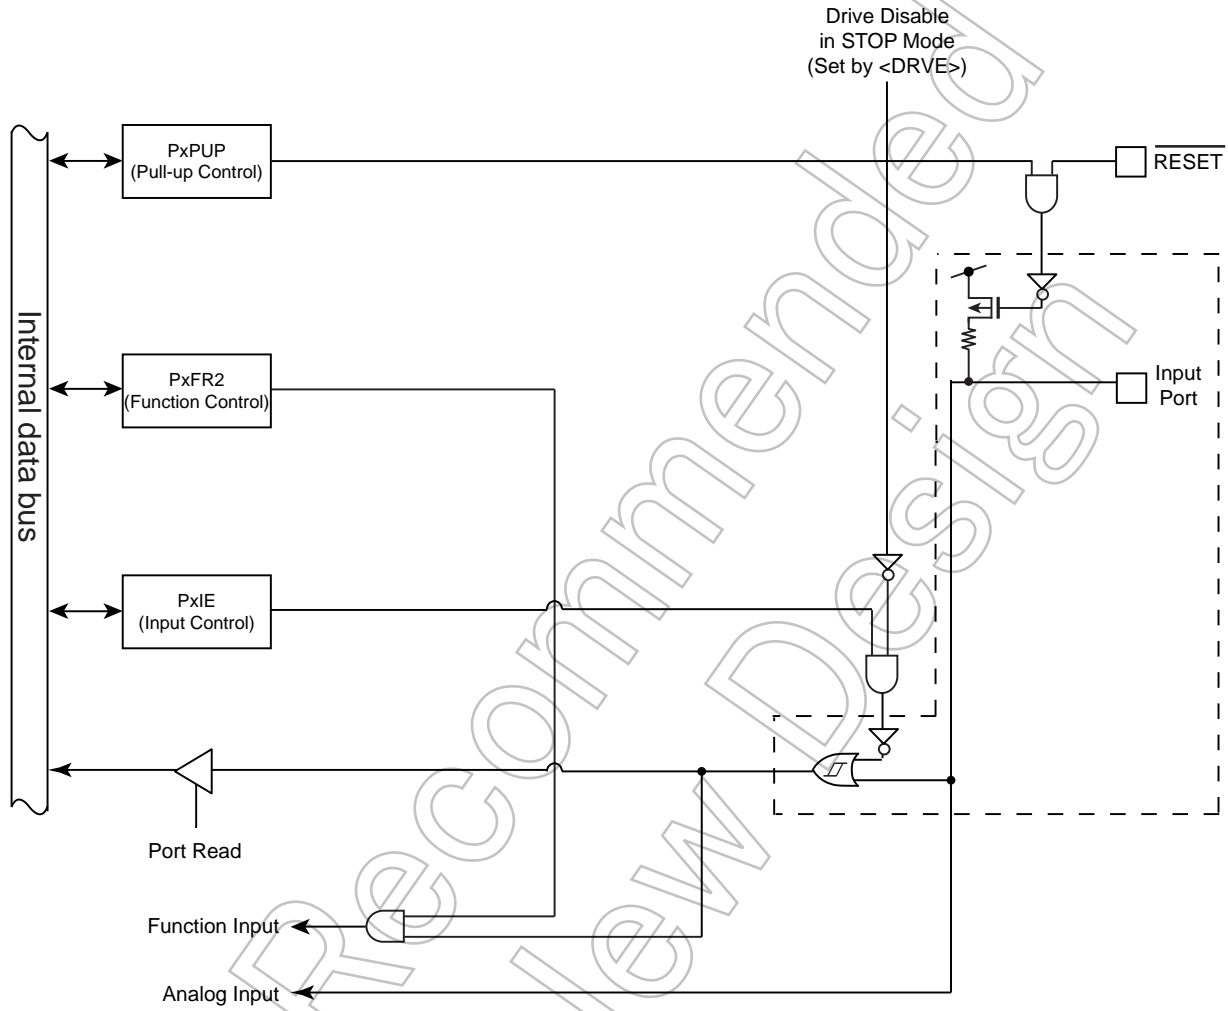 Drive Disable
in STOP Mode
(Set by <DRVE>)
PxPUP
(Pull-up Control)
RESET
Internal data bus
PxFR2
(Function Control)
Input
Port
PxIE
(Input Control)
Port Read
Function Input
Analog Input
Recommended
New Design